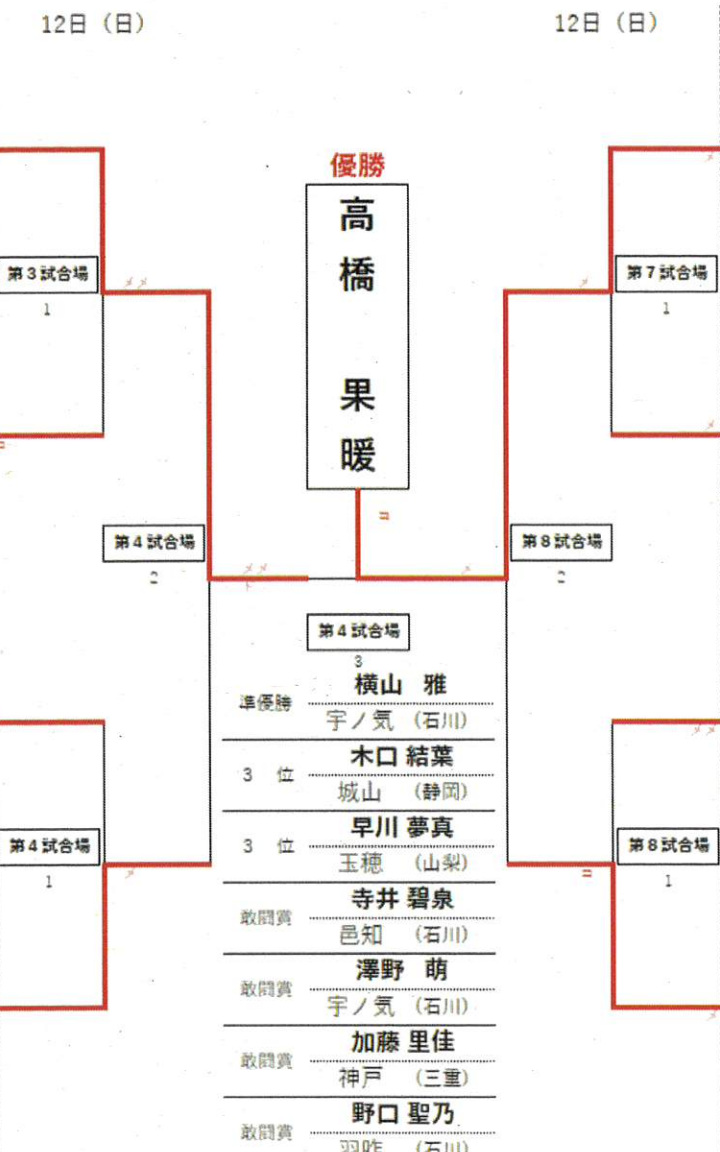 12日（日）
12日（日）
優勝
高橋　果暖
第３試合場
1
第７試合場
1
第４試合場
2
第８試合場
2
第４試合場
3
準優勝
横山　雅
宇ノ気　（石川）
３　位
木口 結葉
城山　（静岡）
３　位
早川 夢真
玉穂　（山梨）
第４試合場
1
第８試合場
1
敢闘賞
寺井 碧泉
邑知　（石川）
敢闘賞
澤野　萌
宇ノ気　（石川）
敢闘賞
加藤 里佳
神戸　（三重）
敢闘賞
野口 聖乃
羽咋　（石川）